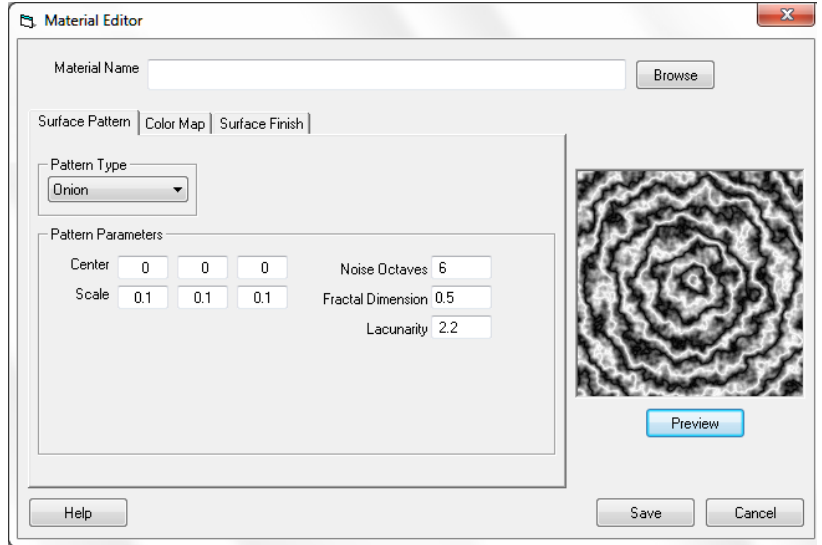 Material Editor
Material Name
Browse
Surface Pattern Color Map Surface Finish
Pattern Type
Onion
Pattern Parameters
Center 0 0 0 Noise Octaves 6
Scale 0.1 0.1 0.1 Fractal Dimension 0.5
Lacunarity 2.2
Preview
Help Save Cancel